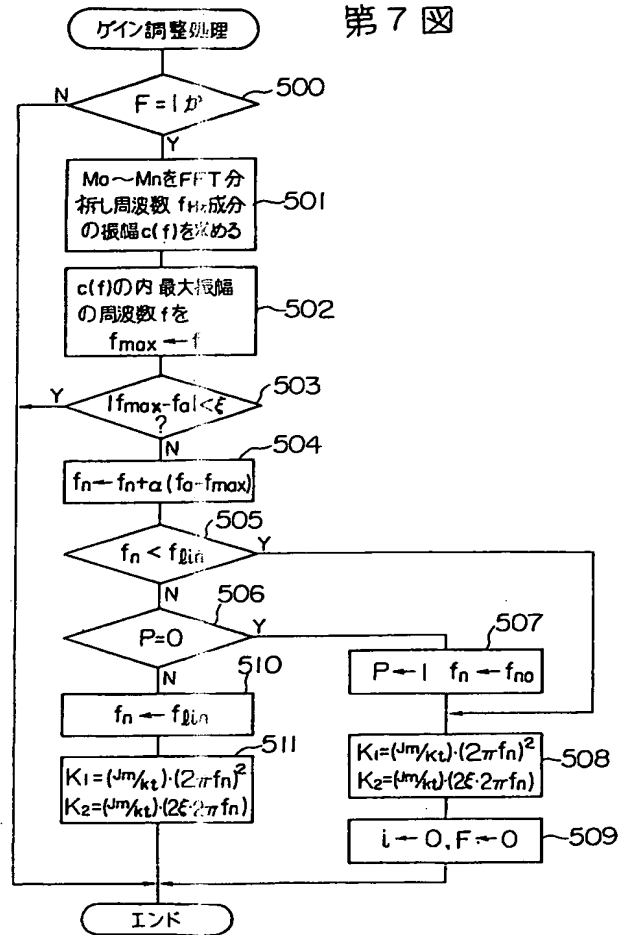 第7図
ゲイン調整処理
500
N
F=1か
Y
Mo〜MnをFFT分
析し周波数 fHz成分
の振幅c(f)を求める
501
c(f)の内最大振幅
の周波数fを
fmax ← f
502
503
Y
|fmax-fa|<ξ
?
N
504
fn←fn+α(fa-fmax)
505
fn < flin
Y
N
506
P=0
Y
N
507
P←1 fn←fno
510
fn ← flin
511
K1=(Jm/kt)・(2πfn)²
K2=(Jm/kt)・(2ξ・2πfn)
K1=(Jm/kt)・(2πfn)²
K2=(Jm/kt)・(2ξ・2πfn)
508
i←0, F←0
509
エンド